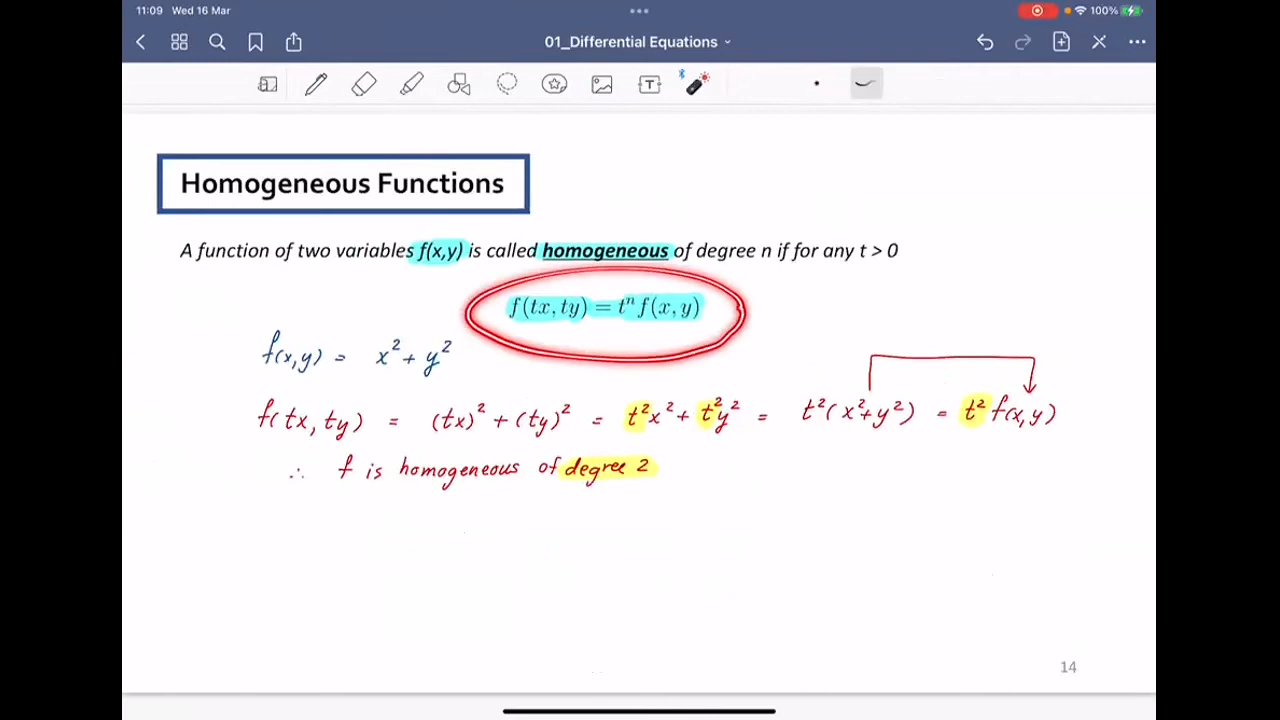 11:09 Wed 16 Mar
100%
01_Differential Equations
Homogeneous Functions
A function of two variables f(x,y) is called homogeneous of degree n if for any t > 0
f(tx, ty) = tⁿ f(x, y)
f(x,y) = x² + y²
f(tx, ty) = (tx)² + (ty)² = t²x² + t²y² = t²(x²+y²) = t² f(x,y)
∴ f is homogeneous of degree 2
14